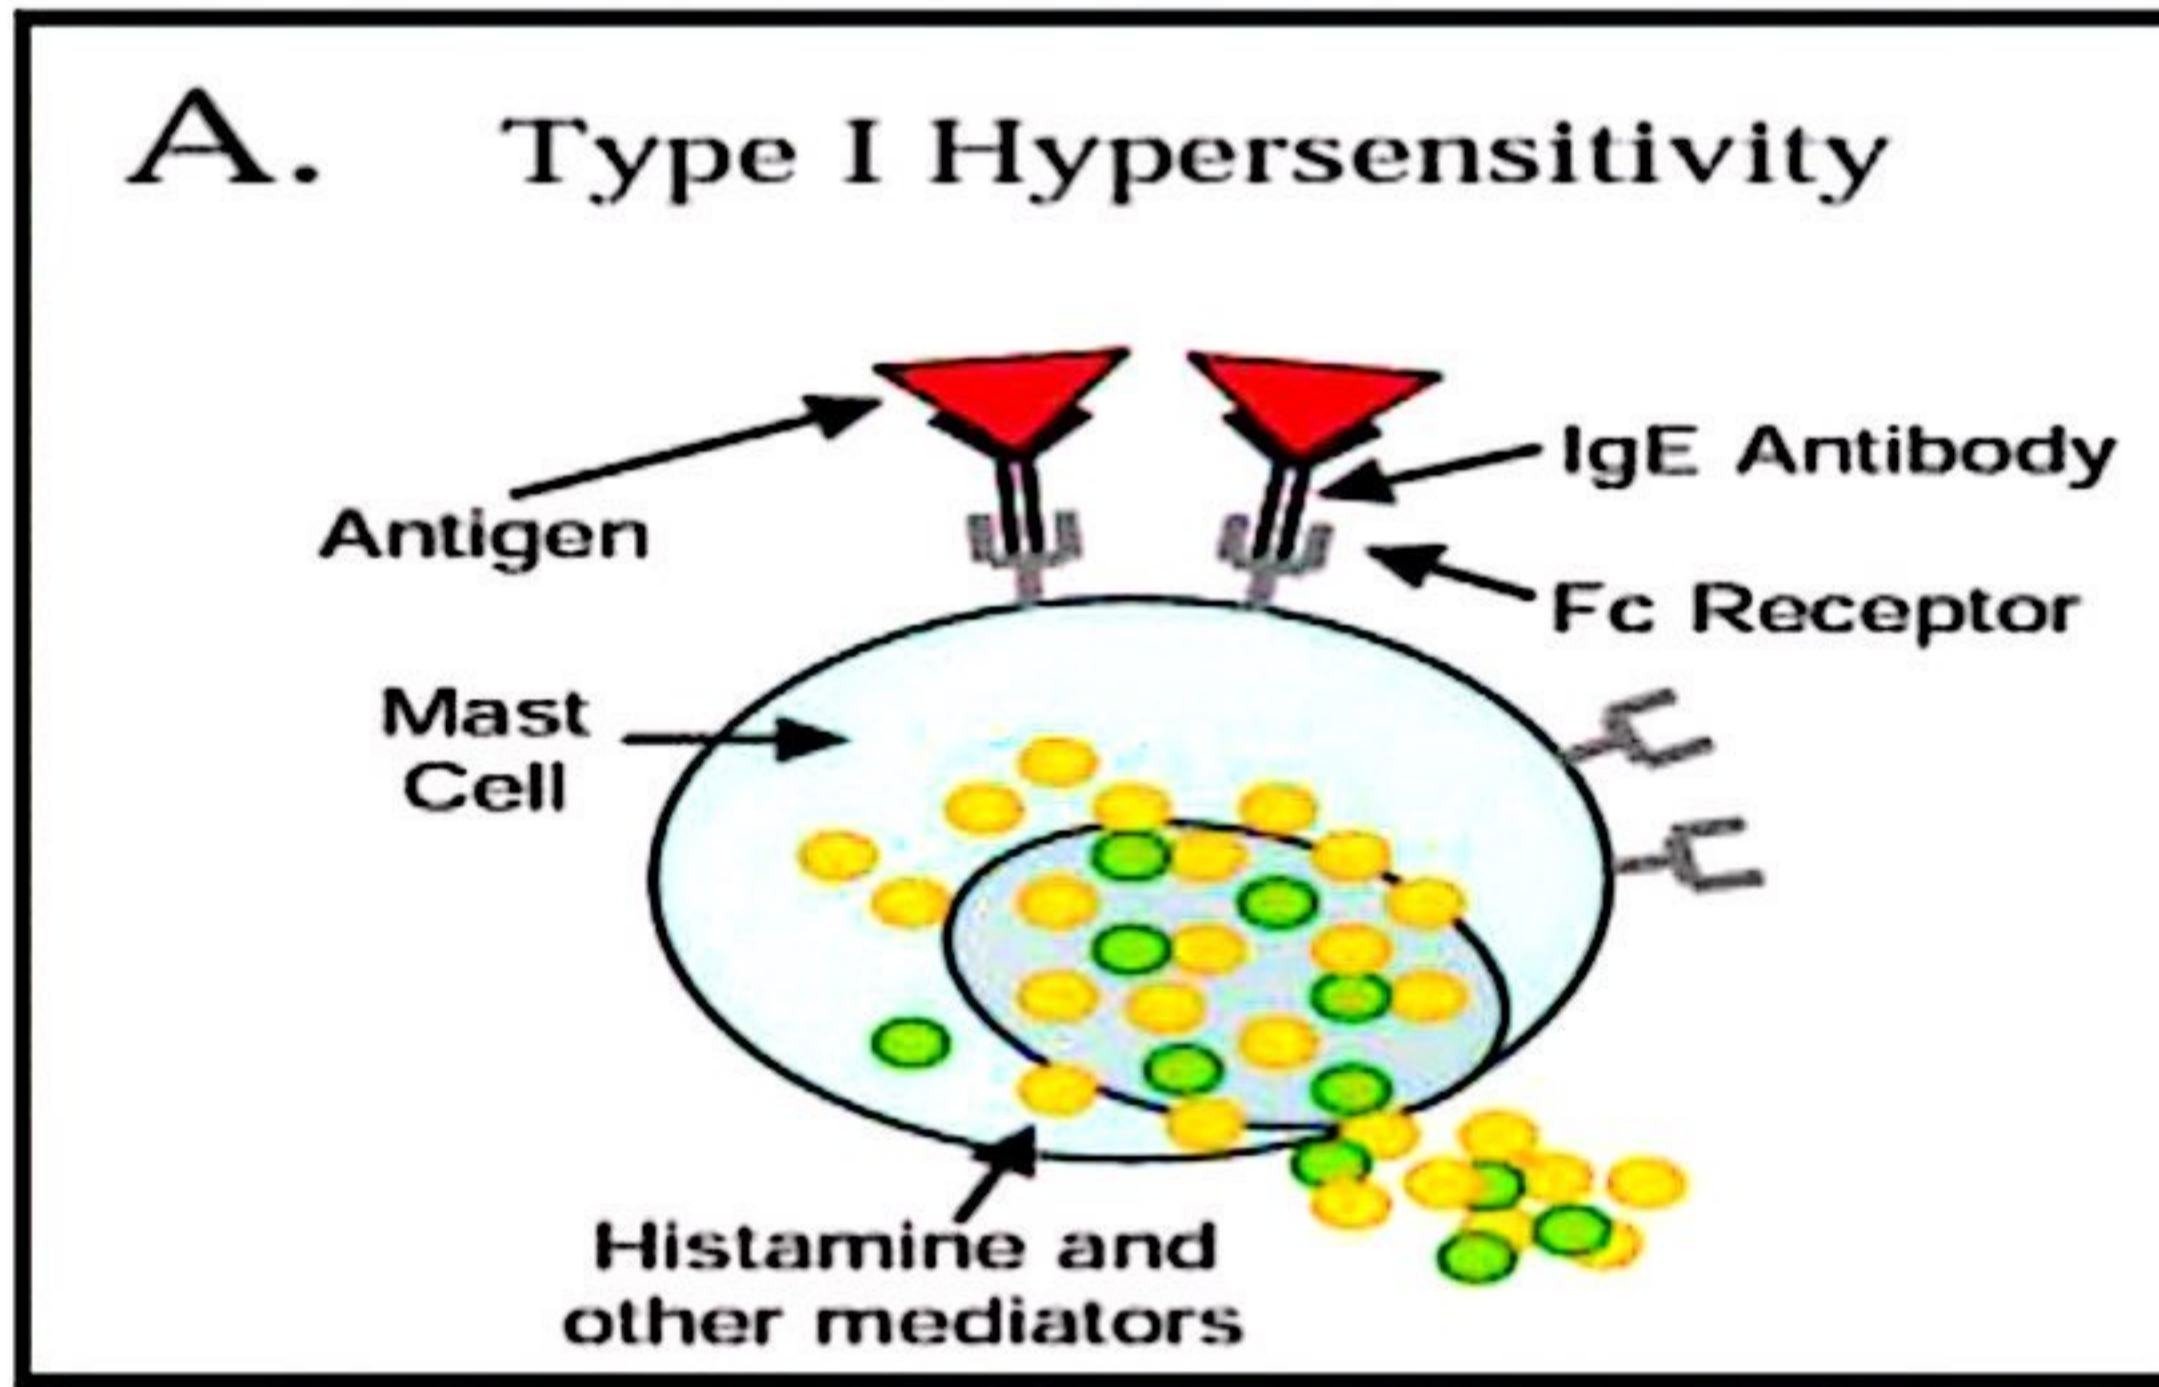 A. Type I Hypersensitivity
Antigen
IgE Antibody
Fc Receptor
Mast
Cell
Histamine and
other mediators